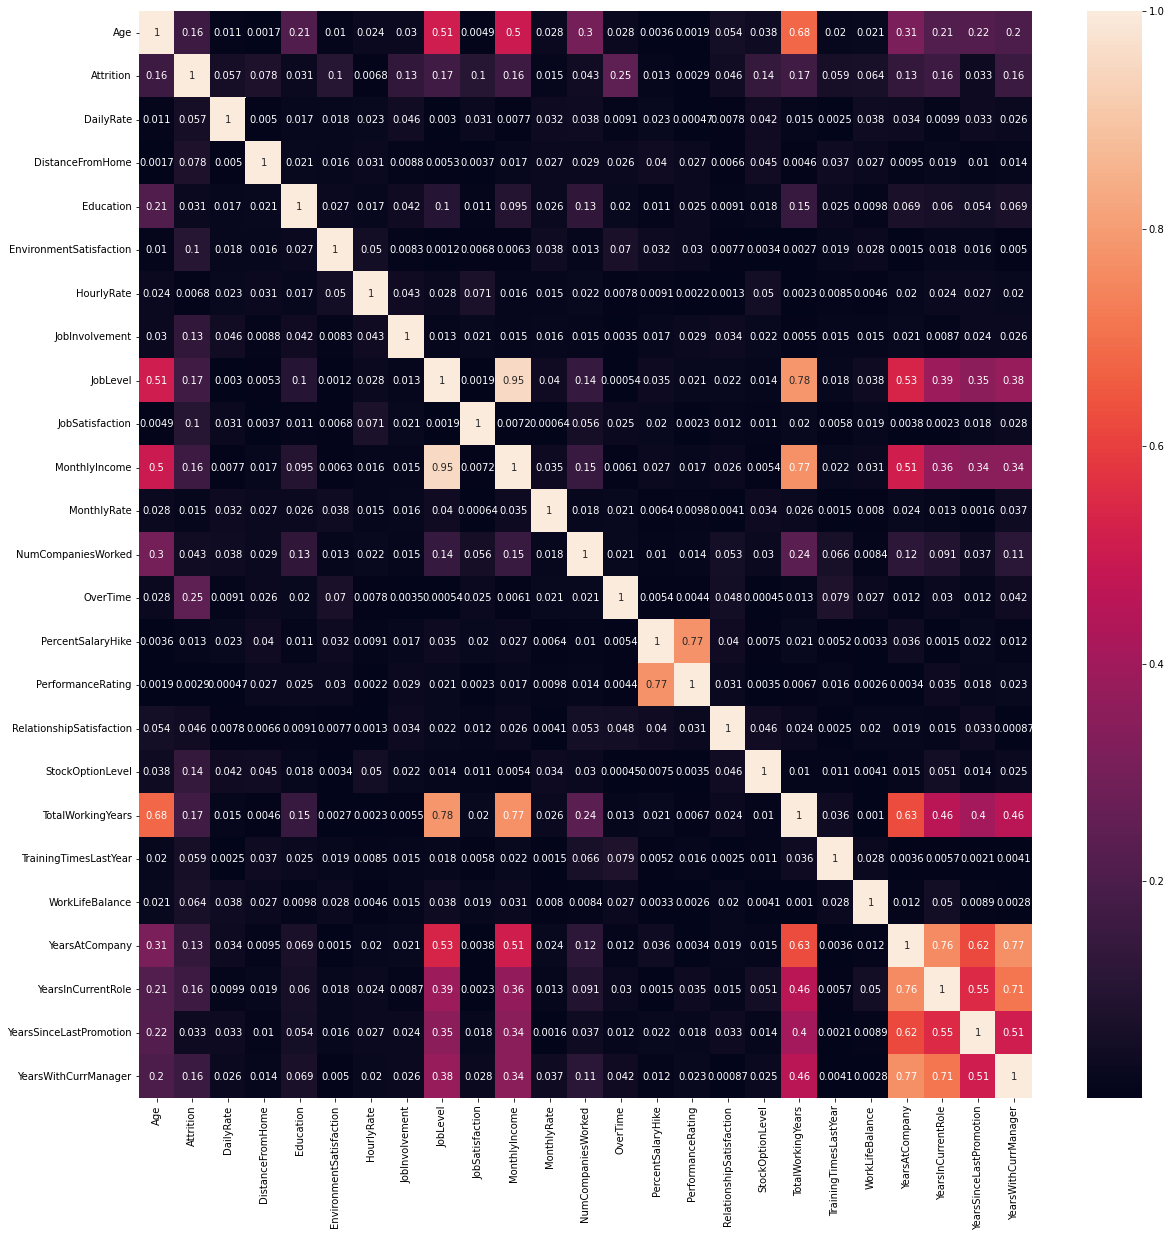 Age 1 0.16 0.011 0.0017 0.21 0.01 0.024 0.03 0.51 0.0049 0.5 0.028 0.3 0.028 0.0036 0.0019 0.054 0.038 0.68 0.02 0.021 0.31 0.21 0.22 0.2
Attrition 0.16 1 0.057 0.078 0.031 0.1 0.0068 0.13 0.17 0.1 0.16 0.015 0.043 0.25 0.013 0.0029 0.046 0.14 0.17 0.059 0.064 0.13 0.16 0.033 0.16
DailyRate 0.011 0.057 1 0.005 0.017 0.018 0.023 0.046 0.003 0.031 0.0077 0.032 0.038 0.0091 0.023 0.00047 0.0078 0.042 0.015 0.0025 0.038 0.034 0.0099 0.033 0.026
DistanceFromHome 0.0017 0.078 0.005 1 0.021 0.016 0.031 0.0088 0.0053 0.0037 0.017 0.027 0.029 0.026 0.04 0.027 0.0066 0.045 0.0046 0.037 0.027 0.0095 0.019 0.01 0.014
Education 0.21 0.031 0.017 0.021 1 0.027 0.017 0.042 0.1 0.011 0.095 0.026 0.13 0.02 0.011 0.025 0.0091 0.018 0.15 0.025 0.0098 0.069 0.06 0.054 0.069
EnvironmentSatisfaction 0.01 0.1 0.018 0.016 0.027 1 0.05 0.0083 0.0012 0.0068 0.0063 0.038 0.013 0.07 0.032 0.03 0.0077 0.0034 0.0027 0.019 0.028 0.0015 0.018 0.016 0.005
HourlyRate 0.024 0.0068 0.023 0.031 0.017 0.05 1 0.043 0.028 0.071 0.016 0.015 0.022 0.0078 0.0091 0.0022 0.0013 0.05 0.0023 0.0085 0.0046 0.02 0.024 0.027 0.02
JobInvolvement 0.03 0.13 0.046 0.0088 0.042 0.0083 0.043 1 0.013 0.021 0.015 0.016 0.015 0.0035 0.017 0.029 0.034 0.022 0.0055 0.015 0.015 0.021 0.0087 0.024 0.026
JobLevel 0.51 0.17 0.003 0.0053 0.1 0.0012 0.028 0.013 1 0.0019 0.95 0.04 0.14 0.00054 0.035 0.021 0.022 0.014 0.78 0.018 0.038 0.53 0.39 0.35 0.38
JobSatisfaction 0.0049 0.1 0.031 0.0037 0.011 0.0068 0.071 0.021 0.0019 1 0.0072 0.00064 0.056 0.025 0.02 0.0023 0.012 0.011 0.02 0.0058 0.019 0.0038 0.0023 0.018 0.028
MonthlyIncome 0.5 0.16 0.0077 0.017 0.095 0.0063 0.016 0.015 0.95 0.0072 1 0.035 0.15 0.0061 0.027 0.017 0.026 0.0054 0.77 0.022 0.031 0.51 0.36 0.34 0.34
MonthlyRate 0.028 0.015 0.032 0.027 0.026 0.038 0.015 0.016 0.04 0.00064 0.035 1 0.018 0.021 0.0064 0.0098 0.0041 0.034 0.026 0.0015 0.008 0.024 0.013 0.0016 0.037
NumCompaniesWorked 0.3 0.043 0.038 0.029 0.13 0.013 0.022 0.015 0.14 0.056 0.15 0.018 1 0.021 0.01 0.014 0.053 0.03 0.24 0.066 0.0084 0.12 0.091 0.037 0.11
OverTime 0.028 0.25 0.0091 0.026 0.02 0.07 0.0078 0.0035 0.00054 0.025 0.0061 0.021 0.021 1 0.0054 0.0044 0.048 0.00045 0.013 0.079 0.027 0.012 0.03 0.012 0.042
PercentSalaryHike 0.0036 0.013 0.023 0.04 0.011 0.032 0.0091 0.017 0.035 0.02 0.027 0.0064 0.01 0.0054 1 0.77 0.04 0.0075 0.021 0.0052 0.0033 0.036 0.0015 0.022 0.012
PerformanceRating 0.0019 0.0029 0.00047 0.027 0.025 0.03 0.0022 0.029 0.021 0.0023 0.017 0.0098 0.014 0.0044 0.77 1 0.031 0.0035 0.0067 0.016 0.0026 0.0034 0.035 0.018 0.023
RelationshipSatisfaction 0.054 0.046 0.0078 0.0066 0.0091 0.0077 0.0013 0.034 0.022 0.012 0.026 0.0041 0.053 0.048 0.04 0.031 1 0.046 0.024 0.0025 0.02 0.019 0.015 0.033 0.00087
StockOptionLevel 0.038 0.14 0.042 0.045 0.018 0.0034 0.05 0.022 0.014 0.011 0.0054 0.034 0.03 0.00045 0.0075 0.0035 0.046 1 0.01 0.011 0.0041 0.015 0.051 0.014 0.025
TotalWorkingYears 0.68 0.17 0.015 0.0046 0.15 0.0027 0.0023 0.0055 0.78 0.02 0.77 0.026 0.24 0.013 0.021 0.0067 0.024 0.01 1 0.036 0.001 0.63 0.46 0.4 0.46
TrainingTimesLastYear 0.02 0.059 0.0025 0.037 0.025 0.019 0.0085 0.015 0.018 0.0058 0.022 0.0015 0.066 0.079 0.0052 0.016 0.0025 0.011 0.036 1 0.028 0.0036 0.0057 0.0021 0.0041
WorkLifeBalance 0.021 0.064 0.038 0.027 0.0098 0.028 0.0046 0.015 0.038 0.019 0.031 0.008 0.0084 0.027 0.0033 0.0026 0.02 0.0041 0.001 0.028 1 0.012 0.05 0.0089 0.0028
YearsAtCompany 0.31 0.13 0.034 0.0095 0.069 0.0015 0.02 0.021 0.53 0.0038 0.51 0.024 0.12 0.012 0.036 0.0034 0.019 0.015 0.63 0.0036 0.012 1 0.76 0.62 0.77
YearsInCurrentRole 0.21 0.16 0.0099 0.019 0.06 0.018 0.024 0.0087 0.39 0.0023 0.36 0.013 0.091 0.03 0.0015 0.035 0.015 0.051 0.46 0.0057 0.05 0.76 1 0.55 0.71
YearsSinceLastPromotion 0.22 0.033 0.033 0.01 0.054 0.016 0.027 0.024 0.35 0.018 0.34 0.0016 0.037 0.012 0.022 0.018 0.033 0.014 0.4 0.0021 0.0089 0.62 0.55 1 0.51
YearsWithCurrManager 0.2 0.16 0.026 0.014 0.069 0.005 0.02 0.026 0.38 0.028 0.34 0.037 0.11 0.042 0.012 0.023 0.00087 0.025 0.46 0.0041 0.0028 0.77 0.71 0.51 1
Age
Attrition
DailyRate
DistanceFromHome
Education
EnvironmentSatisfaction
HourlyRate
JobInvolvement
JobLevel
JobSatisfaction
MonthlyIncome
MonthlyRate
NumCompaniesWorked
OverTime
PercentSalaryHike
PerformanceRating
RelationshipSatisfaction
StockOptionLevel
TotalWorkingYears
TrainingTimesLastYear
WorkLifeBalance
YearsAtCompany
YearsInCurrentRole
YearsSinceLastPromotion
YearsWithCurrManager
1.0
0.8
0.6
0.4
0.2